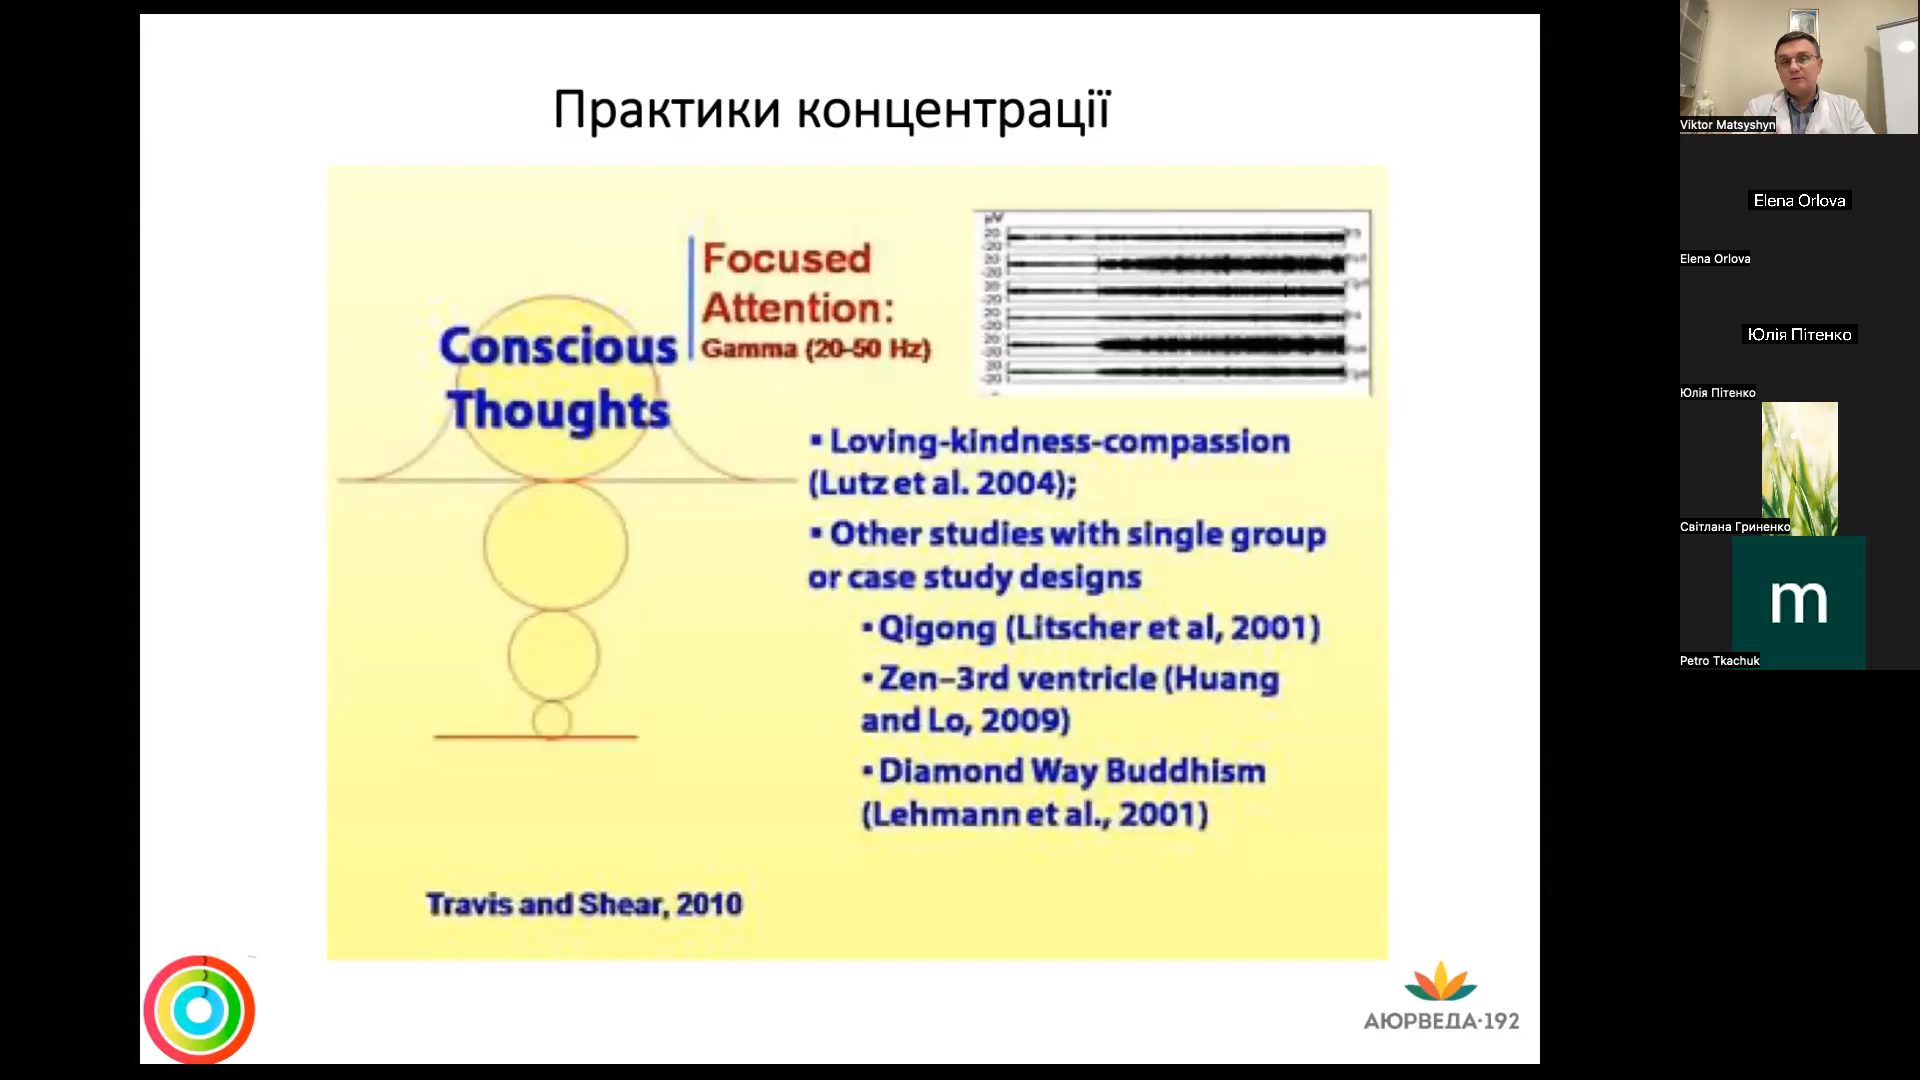 Практики концентрації
Focused
Attention:
Gamma (20-50 Hz)
Conscious
Thoughts
▪ Loving-kindness-compassion
(Lutz et al. 2004);
▪ Other studies with single group
or case study designs
▪ Qigong (Litscher et al, 2001)
▪ Zen–3rd ventricle (Huang
and Lo, 2009)
▪ Diamond Way Buddhism
(Lehmann et al., 2001)
Travis and Shear, 2010
АЮРВЕДА·192
Viktor Matsyshyn
Elena Orlova
Elena Orlova
Юлія Пітенко
Юлія Пітенко
Світлана Гриненко
m
Petro Tkachuk